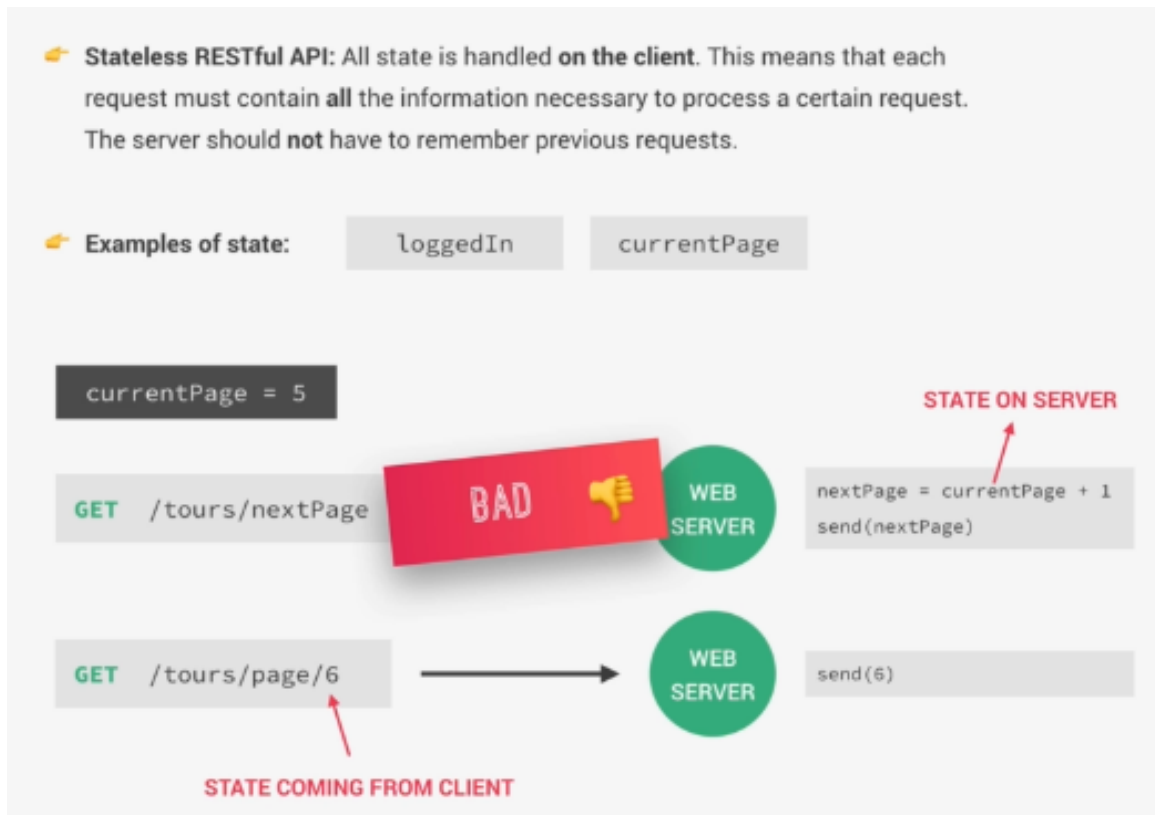 Stateless RESTful API: All state is handled on the client. This means that each
request must contain all the information necessary to process a certain request.
The server should not have to remember previous requests.
Examples of state:
loggedIn
currentPage
currentPage = 5
STATE ON SERVER
GET /tours/nextPage
BAD
WEB
SERVER
nextPage = currentPage + 1
send(nextPage)
GET /tours/page/6
WEB
SERVER
send(6)
STATE COMING FROM CLIENT